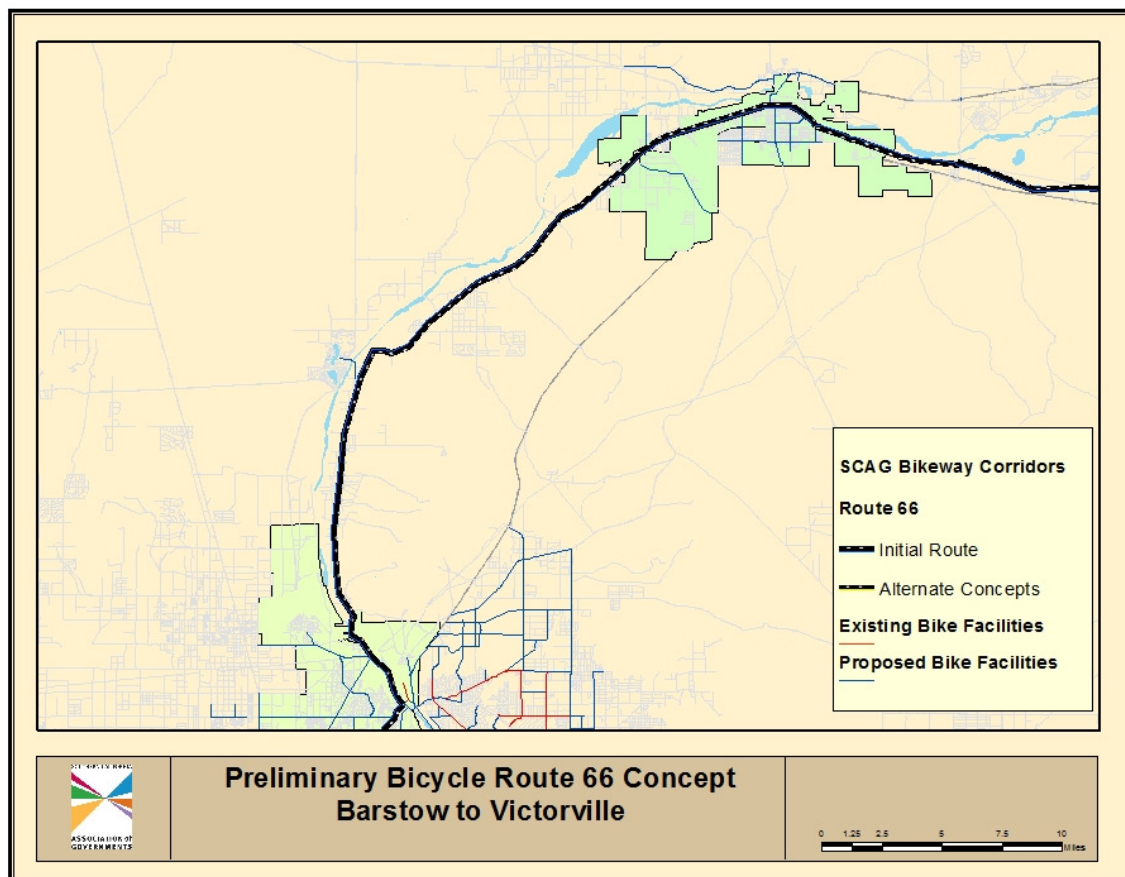 SCAG Bikeway Corridors
Route 66
Initial Route
Alternate Concepts
Existing Bike Facilities
Proposed Bike Facilities
ASSOCIATION of
GOVERNMENTS
Preliminary Bicycle Route 66 Concept
Barstow to Victorville
0 1.25 2.5 5 7.5 10
Miles